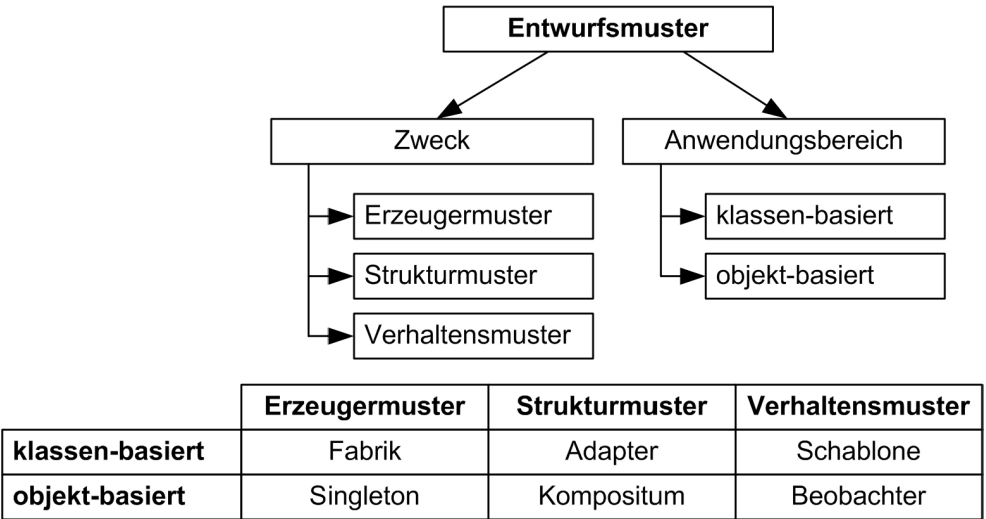 Entwurfsmuster
Zweck
Anwendungsbereich
Erzeugermuster
klassen-basiert
Strukturmuster
objekt-basiert
Verhaltensmuster
Erzeugermuster Strukturmuster Verhaltensmuster
klassen-basiert Fabrik Adapter Schablone
objekt-basiert Singleton Kompositum Beobachter